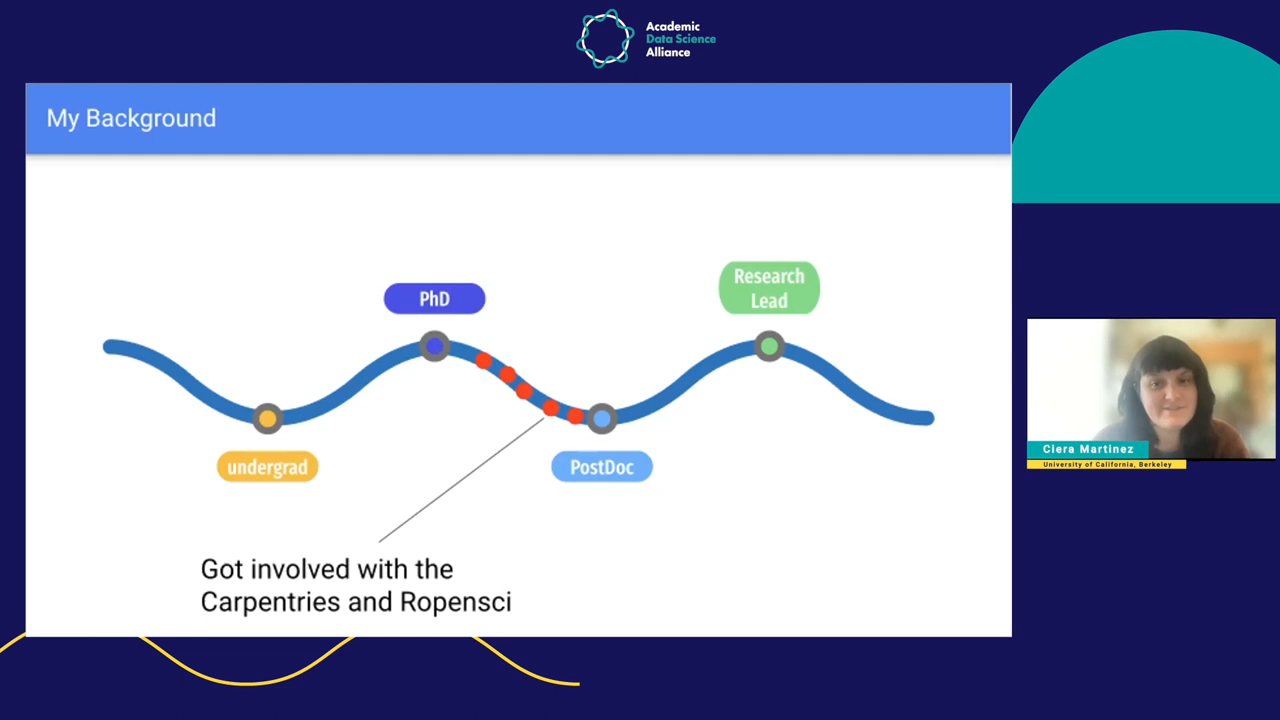 Academic
Data Science
Alliance
My Background
PhD
Research
Lead
undergrad
PostDoc
Got involved with the
Carpentries and Ropensci
Ciera Martinez
University of California, Berkeley